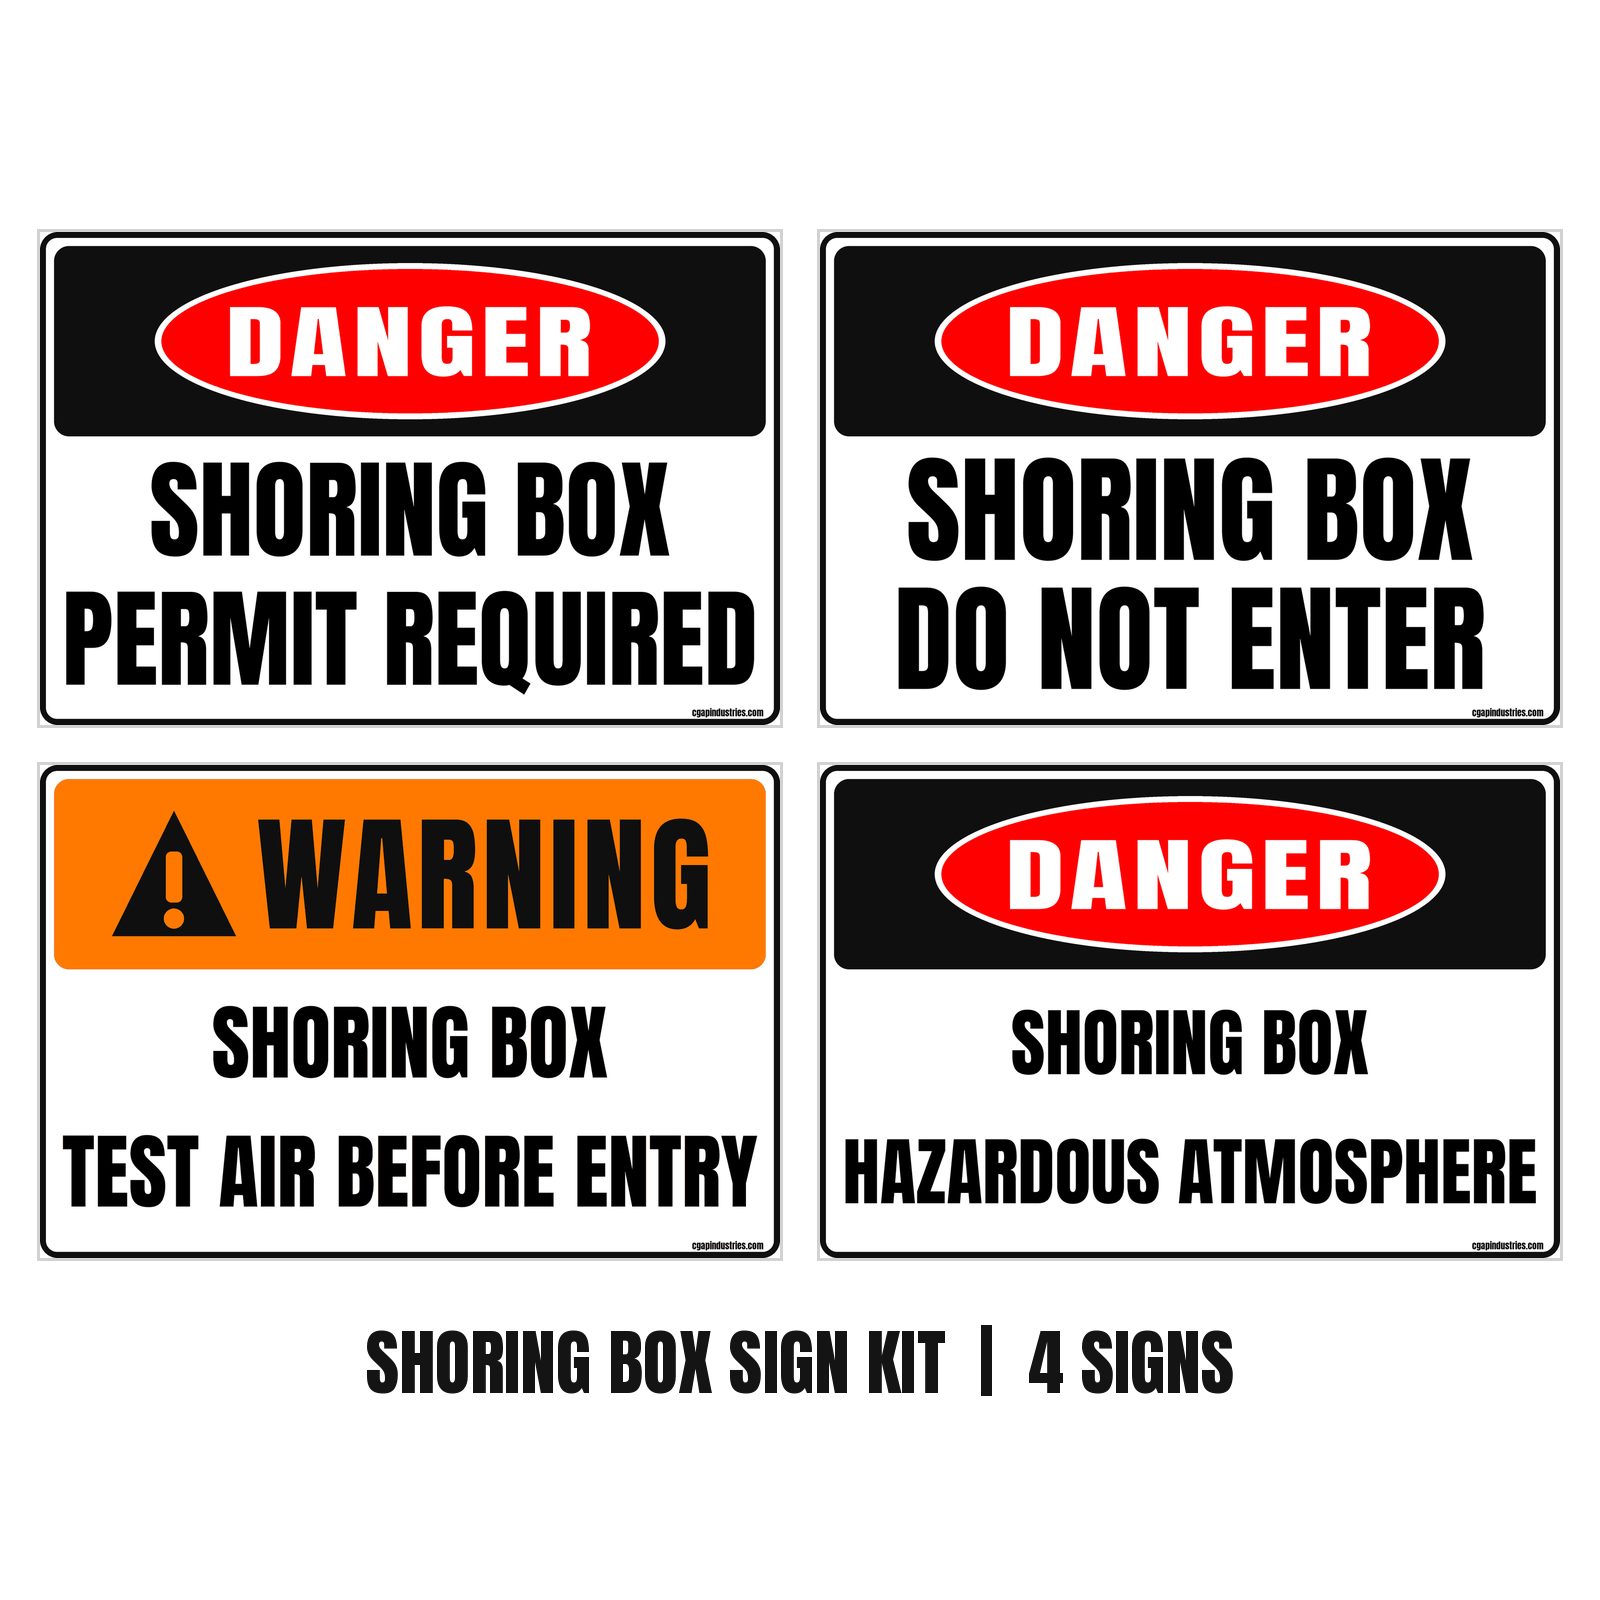 DANGER
SHORING BOX
PERMIT REQUIRED
cgapindustries.com
DANGER
SHORING BOX
DO NOT ENTER
cgapindustries.com
WARNING
SHORING BOX
TEST AIR BEFORE ENTRY
cgapindustries.com
DANGER
SHORING BOX
HAZARDOUS ATMOSPHERE
cgapindustries.com
SHORING BOX SIGN KIT | 4 SIGNS